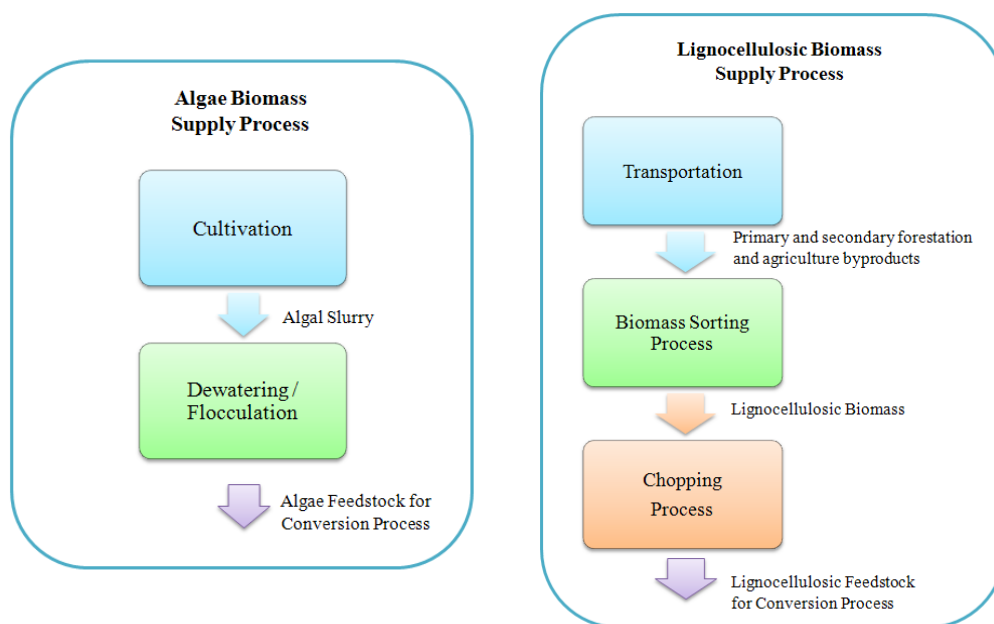 Algae Biomass
Supply Process
Cultivation
Algal Slurry
Dewatering /
Flocculation
Algae Feedstock for
Conversion Process
Lignocellulosic Biomass
Supply Process
Transportation
Primary and secondary forestation
and agriculture byproducts
Biomass Sorting
Process
Lignocellulosic Biomass
Chopping
Process
Lignocellulosic Feedstock
for Conversion Process